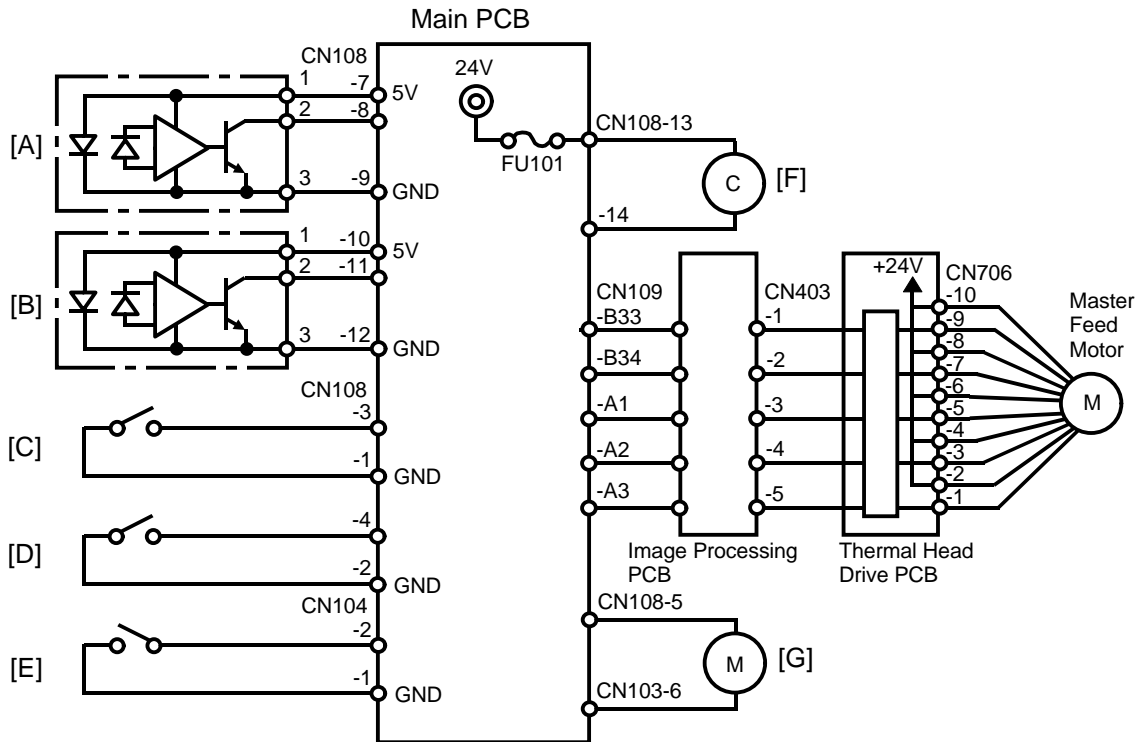 Main PCB
CN108
1
-7
5V
2
-8
[A]
3
-9
GND
24V
FU101
CN108-13
C
[F]
-14
1
-10
5V
2
-11
[B]
3
-12
GND
CN109
-B33
-B34
-A1
-A2
-A3
Image Processing
PCB
CN403
-1
-2
-3
-4
-5
+24V
Thermal Head
Drive PCB
CN706
-10
-9
-8
-7
-6
-5
-4
-3
-2
-1
Master
Feed
Motor
M
CN108
-3
[C]
-1
GND
-4
[D]
-2
GND
CN104
-2
[E]
-1
GND
CN108-5
M
[G]
CN103-6